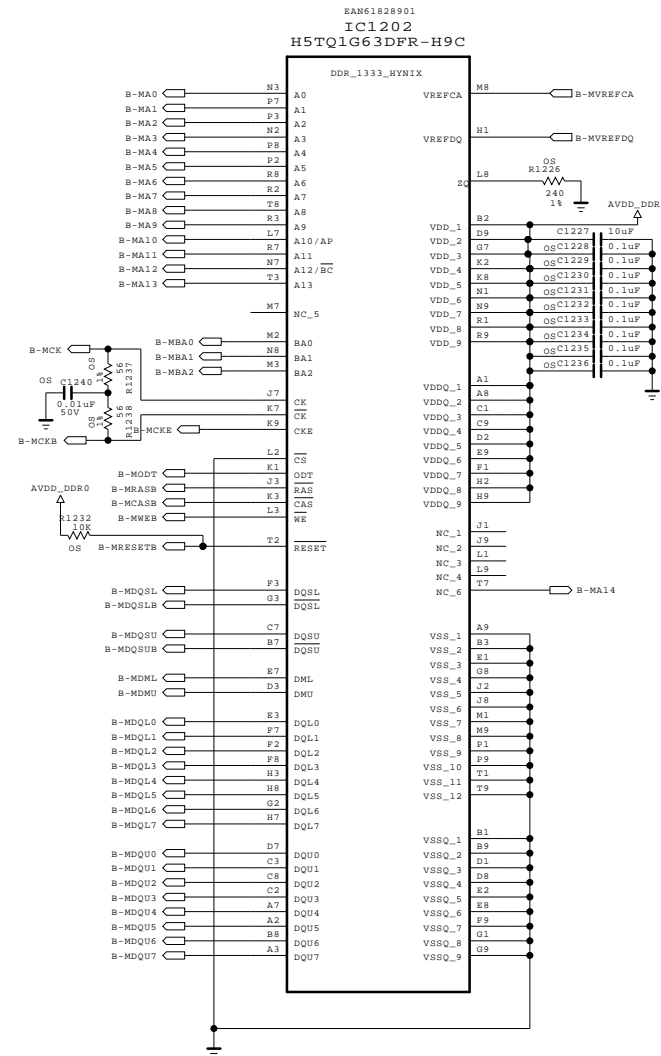 EAN61828901
IC1202
H5TQ1G63DFR-H9C
DDR_1333_HYNIX
B-MA0 N3 A0
B-MA1 P7 A1
B-MA2 P3 A2
B-MA3 N2 A3
B-MA4 P8 A4
B-MA5 P2 A5
B-MA6 R8 A6
B-MA7 R2 A7
B-MA8 T8 A8
B-MA9 R3 A9
B-MA10 L7 A10/AP
B-MA11 R7 A11
B-MA12 N7 A12/BC
B-MA13 T3 A13
M7 NC_5
B-MBA0 M2 BA0
B-MBA1 N8 BA1
B-MBA2 M3 BA2
B-MCK J7 CK
OS 1% 56 R1237
OS C1240
0.01uF
50V
OS 1% 56 R1238
B-MCKB K7 CK
B-MCKE K9 CKE
L2 CS
B-MODT K1 ODT
B-MRASB J3 RAS
B-MCASB K3 CAS
B-MWEB L3 WE
AVDD_DDR0
R1232
10K
OS
B-MRESETB T2 RESET
B-MDQSL F3 DQSL
B-MDQSLB G3 DQSL
B-MDQSU C7 DQSU
B-MDQSUB B7 DQSU
B-MDML E7 DML
B-MDMU D3 DMU
B-MDQL0 E3 DQL0
B-MDQL1 F7 DQL1
B-MDQL2 F2 DQL2
B-MDQL3 F8 DQL3
B-MDQL4 H3 DQL4
B-MDQL5 H8 DQL5
B-MDQL6 G2 DQL6
B-MDQL7 H7 DQL7
B-MDQU0 D7 DQU0
B-MDQU1 C3 DQU1
B-MDQU2 C8 DQU2
B-MDQU3 C2 DQU3
B-MDQU4 A7 DQU4
B-MDQU5 A2 DQU5
B-MDQU6 B8 DQU6
B-MDQU7 A3 DQU7
VREFCA M8 B-MVREFCA
VREFDQ H1 B-MVREFDQ
ZQ L8
OS
R1226
240
1%
AVDD_DDR
VDD_1 B2
VDD_2 D9 C1227 10uF
VDD_3 G7 OS C1228 0.1uF
VDD_4 K2 OS C1229 0.1uF
VDD_5 K8 OS C1230 0.1uF
VDD_6 N1 OS C1231 0.1uF
VDD_7 N9 OS C1232 0.1uF
VDD_8 R1 OS C1233 0.1uF
VDD_9 R9 OS C1234 0.1uF
OS C1235 0.1uF
OS C1236 0.1uF
VDDQ_1 A1
VDDQ_2 A8
VDDQ_3 C1
VDDQ_4 C9
VDDQ_5 D2
VDDQ_6 E9
VDDQ_7 F1
VDDQ_8 H2
VDDQ_9 H9
NC_1 J1
NC_2 J9
NC_3 L1
NC_4 L9
NC_6 T7 B-MA14
VSS_1 A9
VSS_2 B3
VSS_3 E1
VSS_4 G8
VSS_5 J2
VSS_6 J8
VSS_7 M1
VSS_8 M9
VSS_9 P1
VSS_10 P9
VSS_11 T1
VSS_12 T9
VSSQ_1 B1
VSSQ_2 B9
VSSQ_3 D1
VSSQ_4 D8
VSSQ_5 E2
VSSQ_6 E8
VSSQ_7 F9
VSSQ_8 G1
VSSQ_9 G9